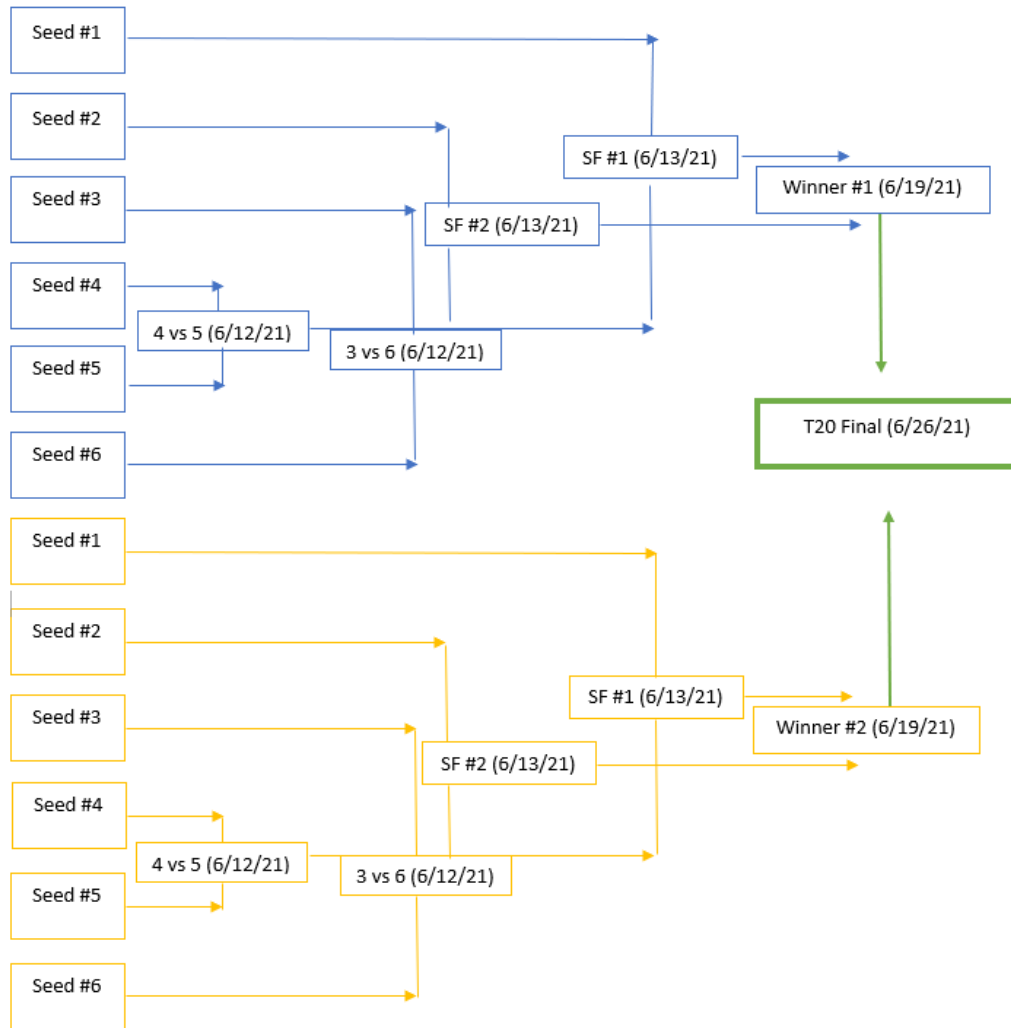 Seed #1
Seed #2
SF #1 (6/13/21)
Winner #1 (6/19/21)
Seed #3
SF #2 (6/13/21)
Seed #4
4 vs 5 (6/12/21)
3 vs 6 (6/12/21)
Seed #5
T20 Final (6/26/21)
Seed #6
Seed #1
Seed #2
SF #1 (6/13/21)
Seed #3
Winner #2 (6/19/21)
SF #2 (6/13/21)
Seed #4
4 vs 5 (6/12/21)
3 vs 6 (6/12/21)
Seed #5
Seed #6